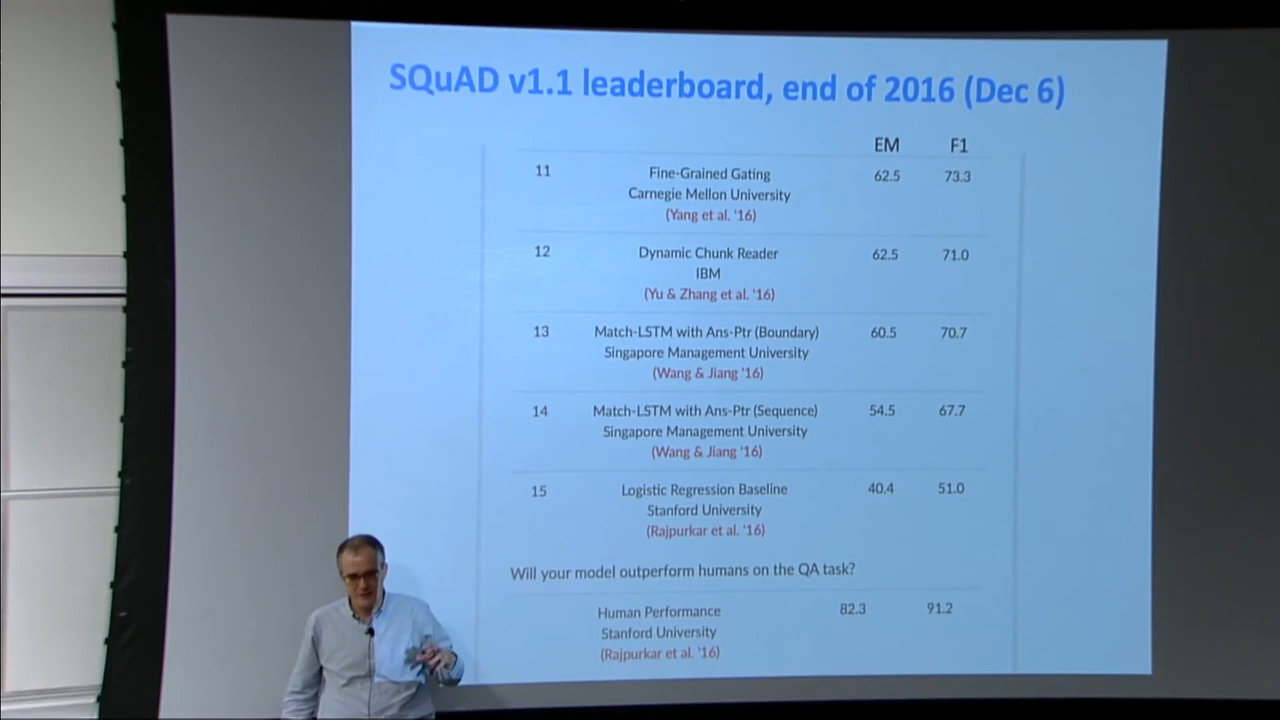 SQuAD v1.1 leaderboard, end of 2016 (Dec 6)
EM F1
11 Fine-Grained Gating 62.5 73.3
Carnegie Mellon University
(Yang et al. '16)
12 Dynamic Chunk Reader 62.5 71.0
IBM
(Yu & Zhang et al. '16)
13 Match-LSTM with Ans-Ptr (Boundary) 60.5 70.7
Singapore Management University
(Wang & Jiang '16)
14 Match-LSTM with Ans-Ptr (Sequence) 54.5 67.7
Singapore Management University
(Wang & Jiang '16)
15 Logistic Regression Baseline 40.4 51.0
Stanford University
(Rajpurkar et al. '16)
Will your model outperform humans on the QA task?
Human Performance 82.3 91.2
Stanford University
(Rajpurkar et al. '16)